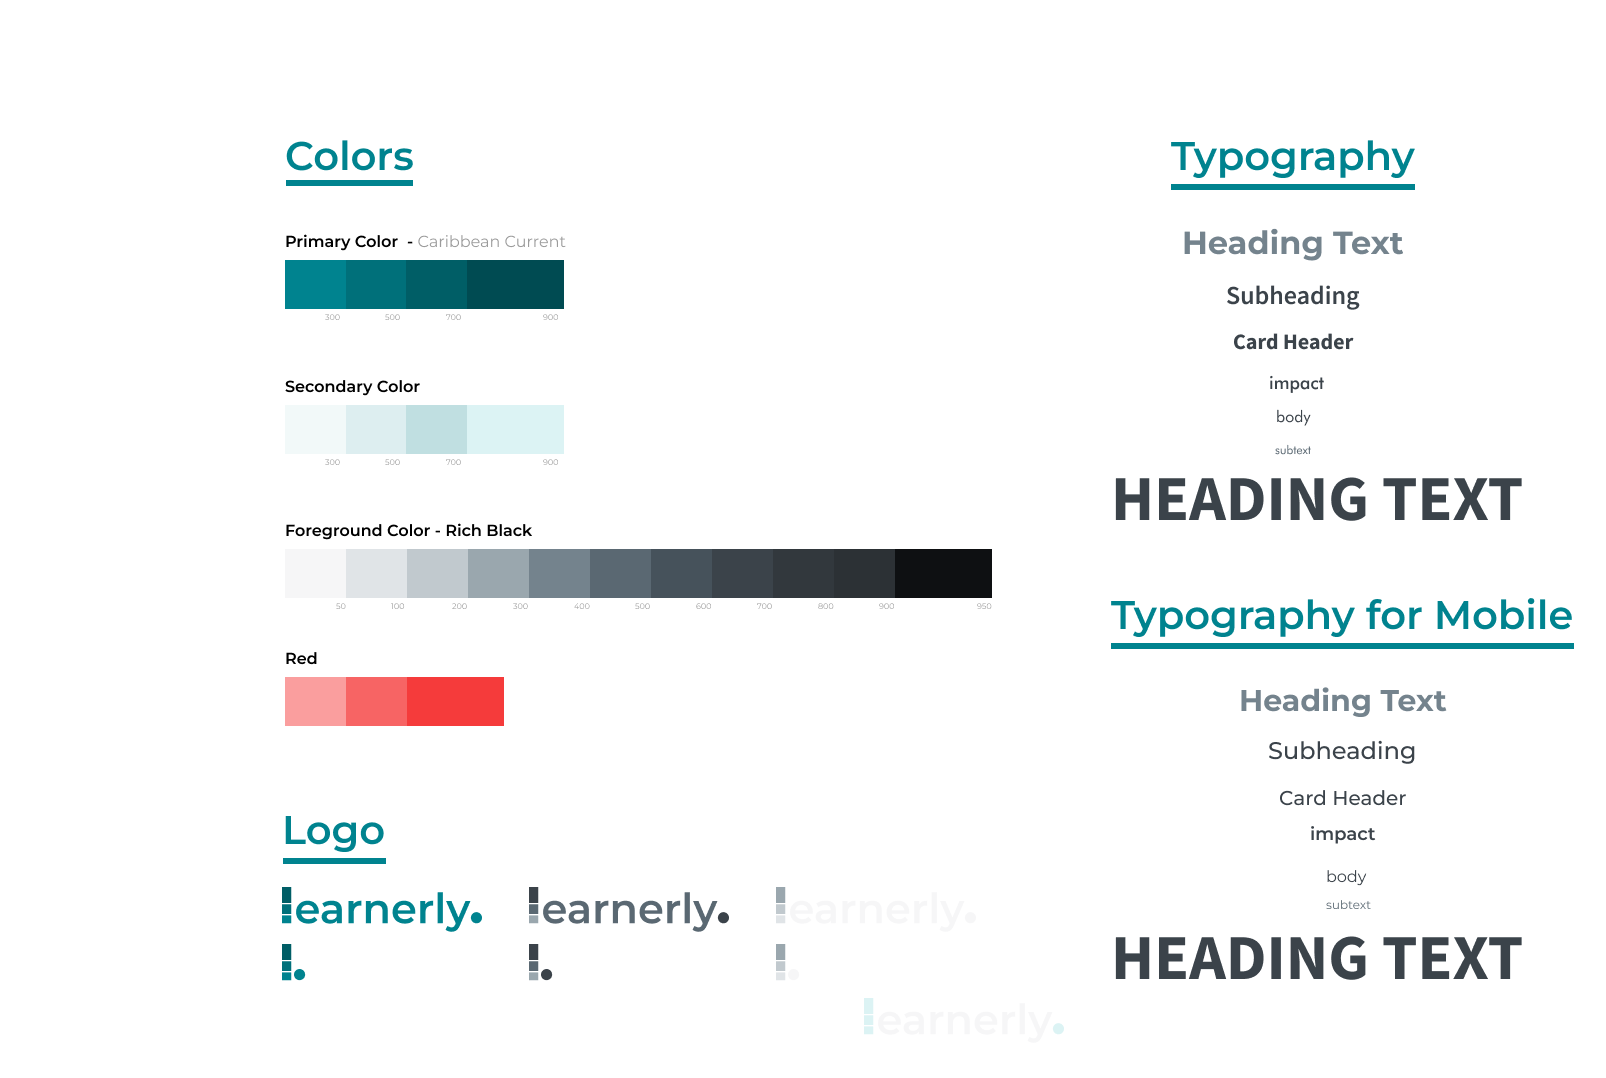 Colors
Primary Color - Caribbean Current
300 500 700 900
Secondary Color
300 500 700 900
Foreground Color - Rich Black
50 100 200 300 400 500 600 700 800 900 950
Red
Logo
learnerly.
learnerly.
learnerly.
l.
l.
l.
learnerly.
Typography
Heading Text
Subheading
Card Header
impact
body
subtext
HEADING TEXT
Typography for Mobile
Heading Text
Subheading
Card Header
impact
body
subtext
HEADING TEXT